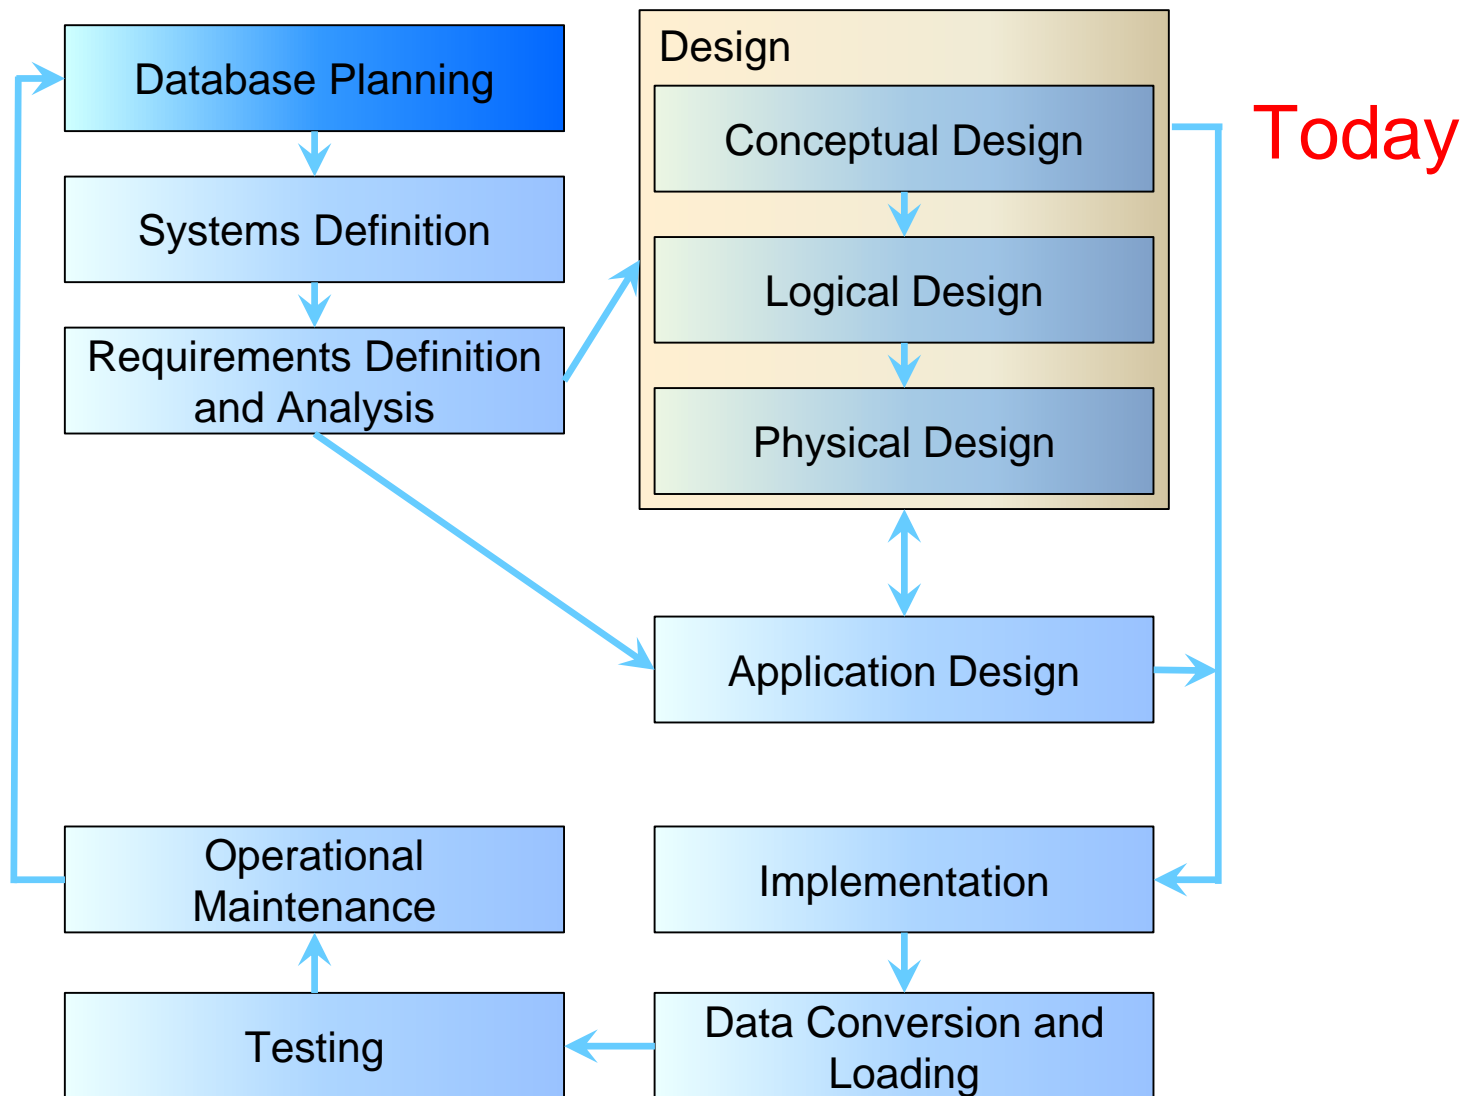 Database Planning
Systems Definition
Requirements Definition
and Analysis
Design
Conceptual Design
Logical Design
Physical Design
Today
Application Design
Operational
Maintenance
Implementation
Testing
Data Conversion and
Loading